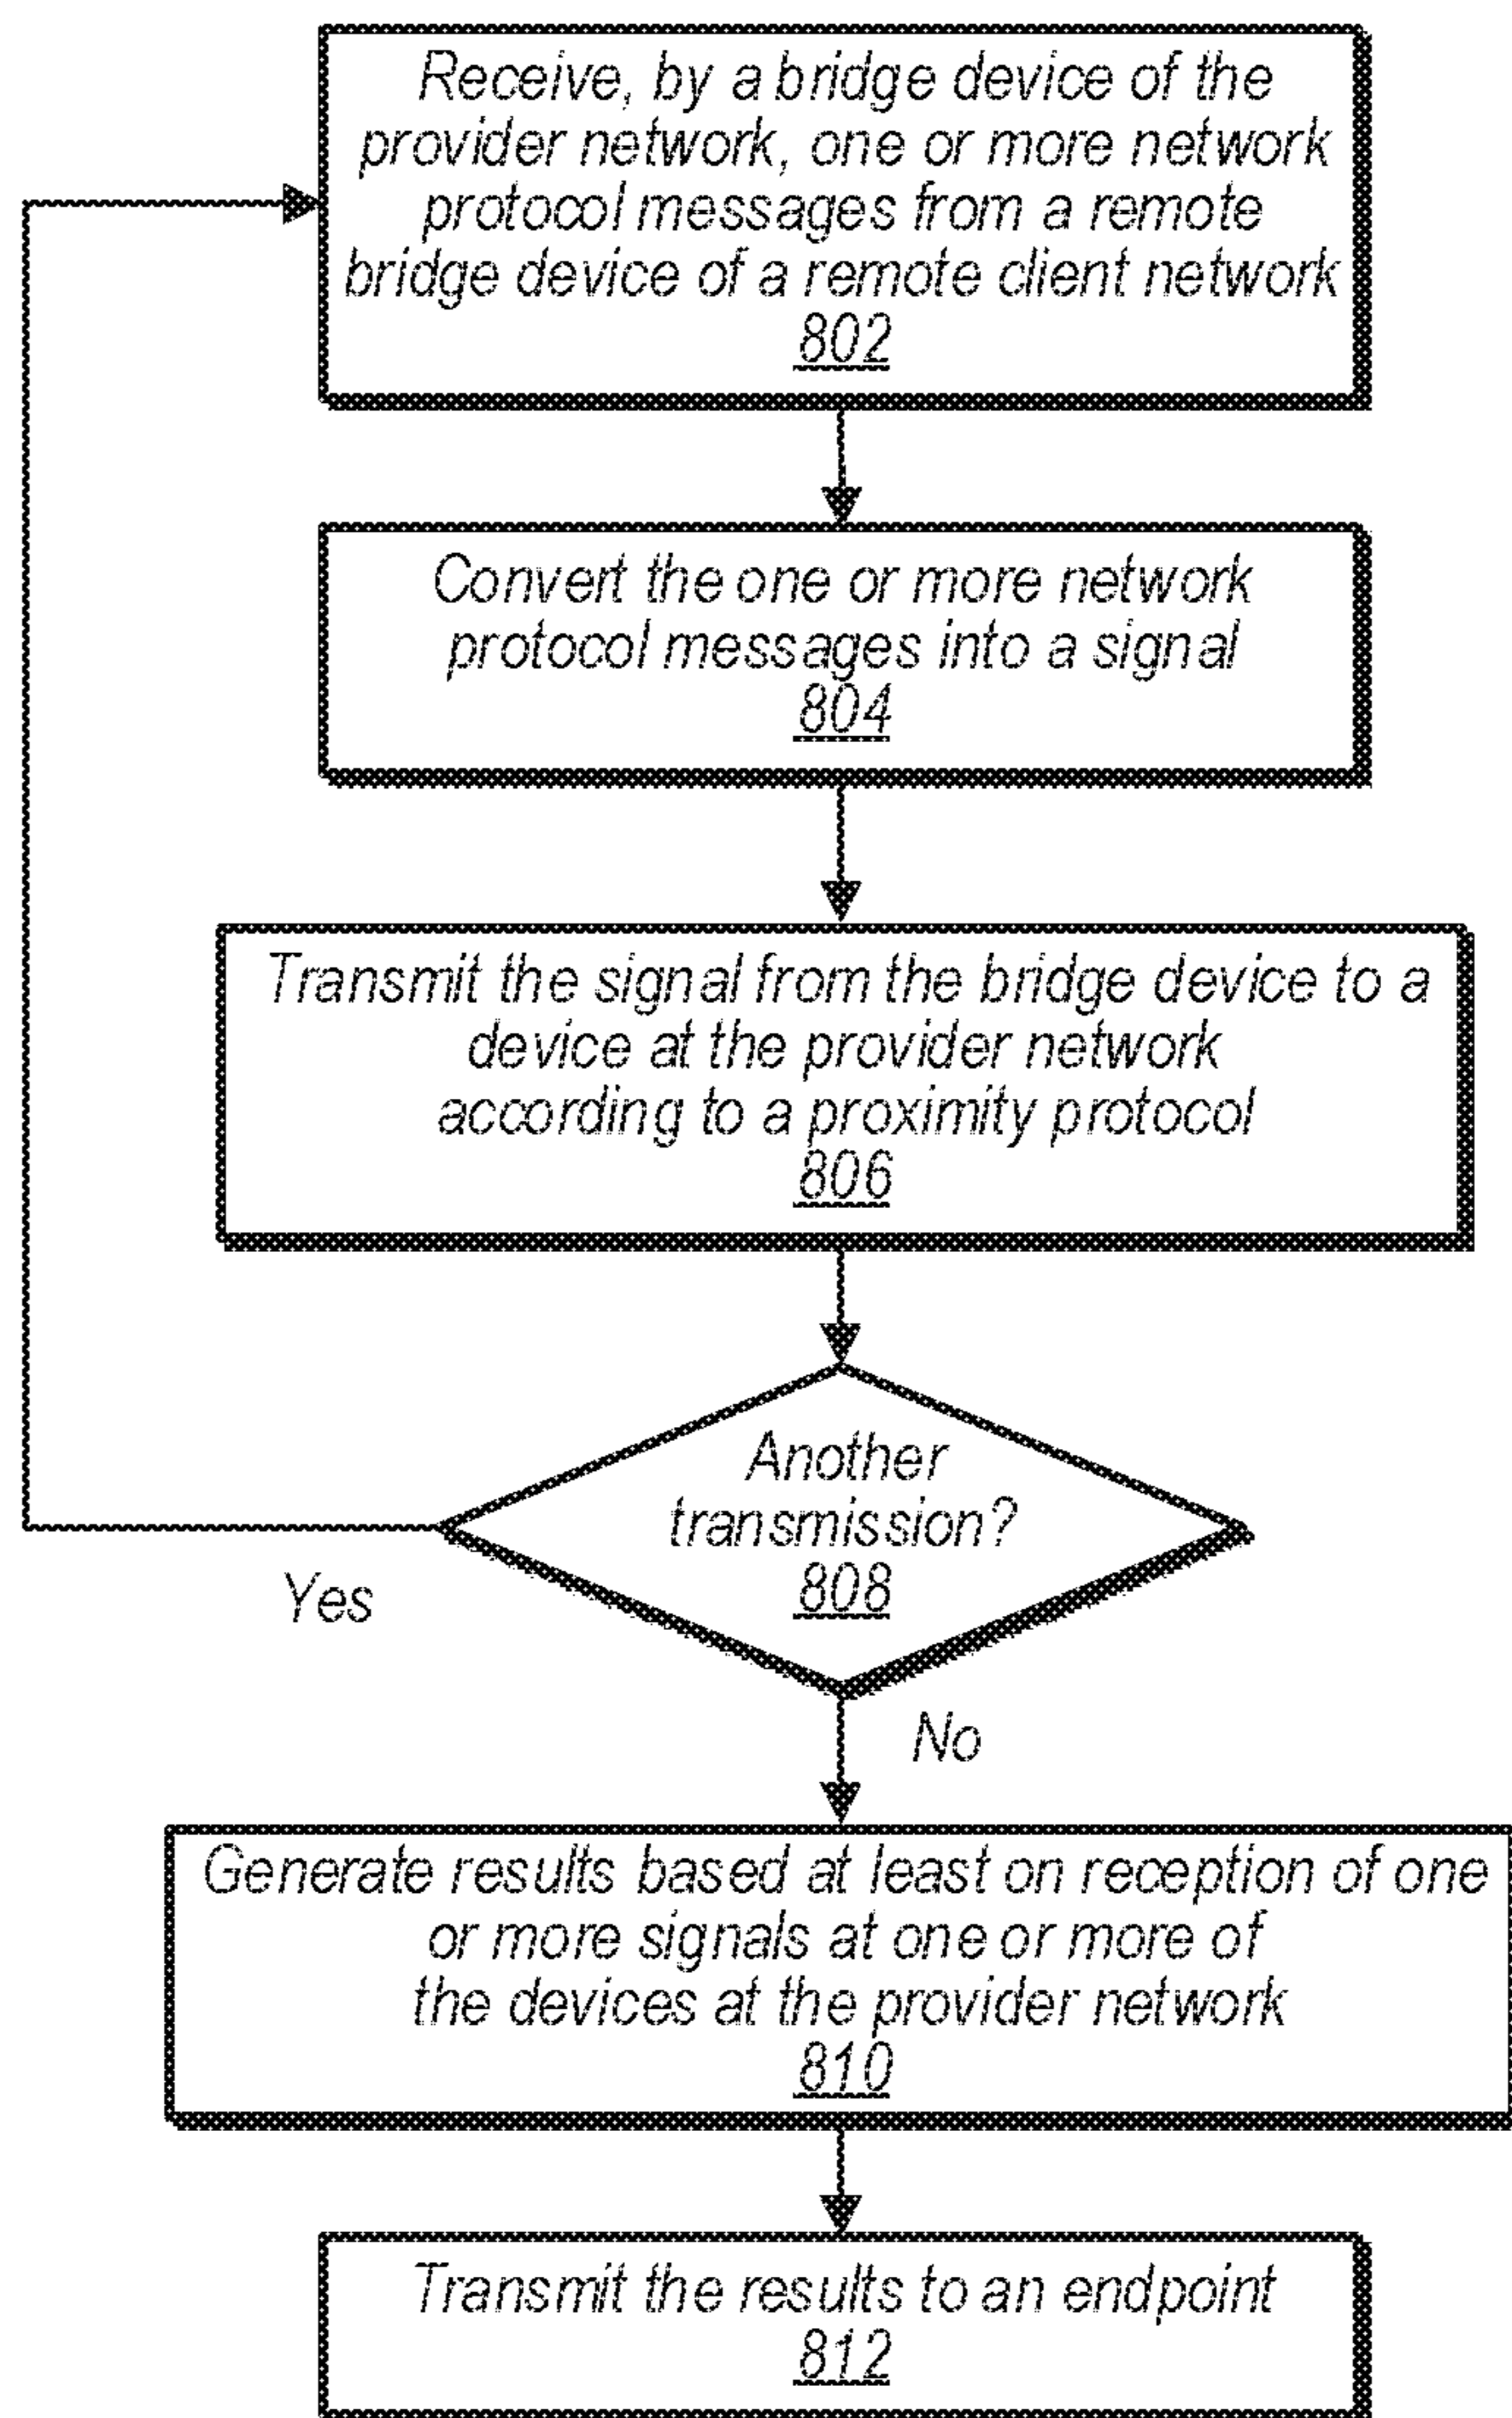 Receive, by a bridge device of the
provider network, one or more network
protocol messages from a remote
bridge device of a remote client network
802
Convert the one or more network
protocol messages into a signal
804
Transmit the signal from the bridge device to a
device at the provider network
according to a proximity protocol
806
Another
transmission?
808
Yes
No
Generate results based at least on reception of one
or more signals at one or more of
the devices at the provider network
810
Transmit the results to an endpoint
812